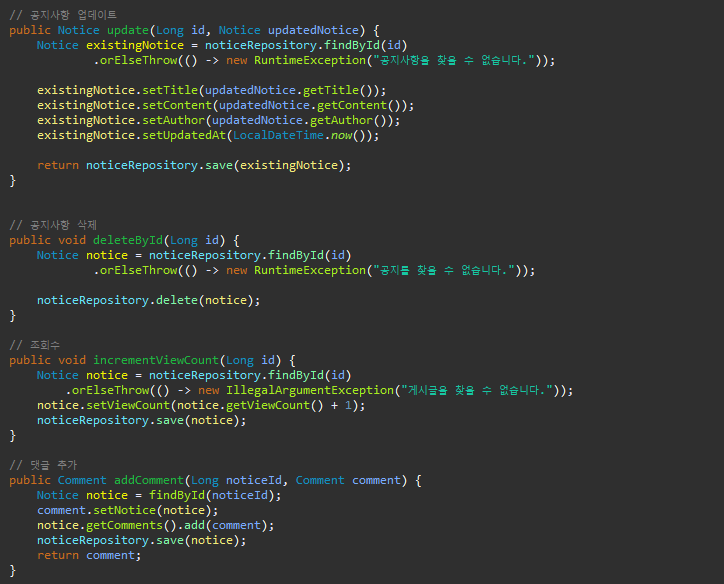 // 공지사항 업데이트
public Notice update(Long id, Notice updatedNotice) {
    Notice existingNotice = noticeRepository.findById(id)
            .orElseThrow(() -> new RuntimeException("공지사항을 찾을 수 없습니다."));

    existingNotice.setTitle(updatedNotice.getTitle());
    existingNotice.setContent(updatedNotice.getContent());
    existingNotice.setAuthor(updatedNotice.getAuthor());
    existingNotice.setUpdatedAt(LocalDateTime.now());

    return noticeRepository.save(existingNotice);
}

// 공지사항 삭제
public void deleteById(Long id) {
    Notice notice = noticeRepository.findById(id)
            .orElseThrow(() -> new RuntimeException("공지를 찾을 수 없습니다."));

    noticeRepository.delete(notice);
}

// 조회수
public void incrementViewCount(Long id) {
    Notice notice = noticeRepository.findById(id)
        .orElseThrow(() -> new IllegalArgumentException("게시글을 찾을 수 없습니다."));
    notice.setViewCount(notice.getViewCount() + 1);
    noticeRepository.save(notice);
}

// 댓글 추가
public Comment addComment(Long noticeId, Comment comment) {
    Notice notice = findById(noticeId);
    comment.setNotice(notice);
    notice.getComments().add(comment);
    noticeRepository.save(notice);
    return comment;
}